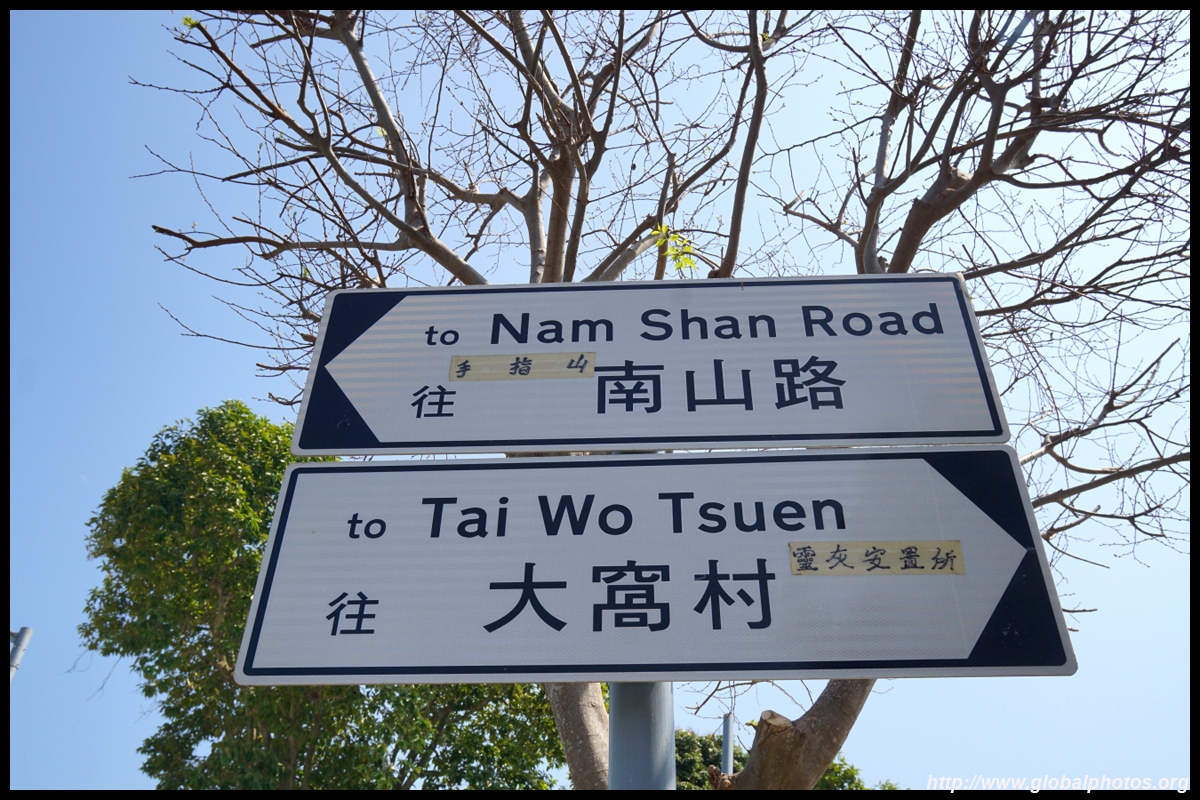 to Nam Shan Road
手指山
往 南山路
to Tai Wo Tsuen
靈灰安置所
往 大窩村
http://www.globalphotos.org